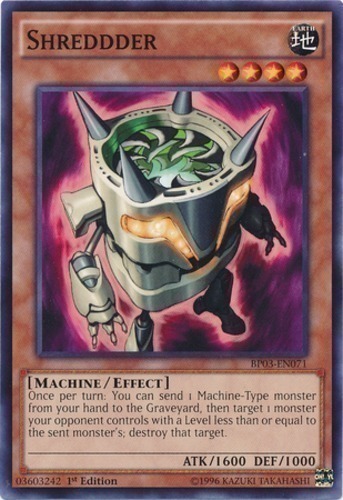 SHREDDDER
EARTH
地
BP03-EN071
[MACHINE / EFFECT]
Once per turn: You can send 1 Machine-Type monster
from your hand to the Graveyard, then target 1 monster
your opponent controls with a Level less than or equal to
the sent monster's; destroy that target.
ATK/1600 DEF/1000
03603242 1st Edition ©1996 KAZUKI TAKAHASHI